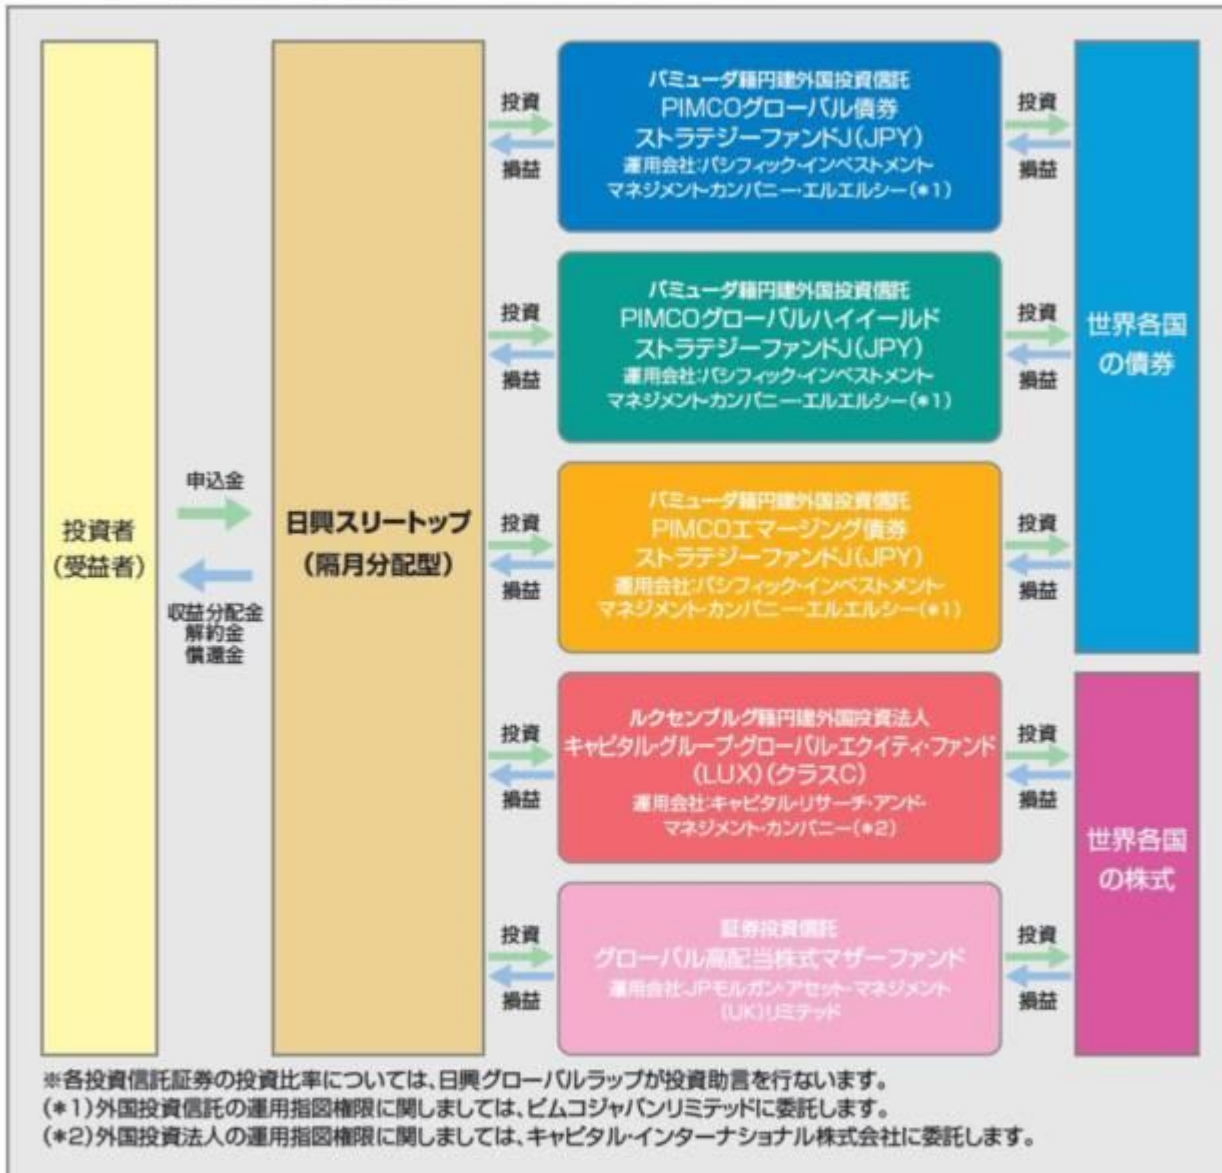 投資者
(受益者)
申込金
収益分配金
解約金
償還金
日興スリートップ
(隔月分配型)
投資
損益
バミューダ籍円建外国投資信託
PIMCOグローバル債券
ストラテジーファンドJ(JPY)
運用会社:パシフィック・インベストメント・
マネジメント・カンパニー・エルエルシー(*1)
投資
損益
投資
損益
バミューダ籍円建外国投資信託
PIMCOグローバルハイイールド
ストラテジーファンドJ(JPY)
運用会社:パシフィック・インベストメント・
マネジメント・カンパニー・エルエルシー(*1)
投資
損益
投資
損益
バミューダ籍円建外国投資信託
PIMCOエマージング債券
ストラテジーファンドJ(JPY)
運用会社:パシフィック・インベストメント・
マネジメント・カンパニー・エルエルシー(*1)
投資
損益
世界各国
の債券
投資
損益
ルクセンブルグ籍円建外国投資法人
キャピタル・グループ・グローバル・エクイティ・ファンド
(LUX)(クラスC)
運用会社:キャピタル・リサーチ・アンド・
マネジメント・カンパニー(*2)
投資
損益
投資
損益
証券投資信託
グローバル高配当株式マザーファンド
運用会社:JPモルガン・アセット・マネジメント
(UK)リミテッド
投資
損益
世界各国
の株式
※各投資信託証券の投資比率については、日興グローバルラップが投資助言を行ないます。
(*1)外国投資信託の運用指図権限に関しましては、ピムコジャパンリミテッドに委託します。
(*2)外国投資法人の運用指図権限に関しましては、キャピタル・インターナショナル株式会社に委託します。